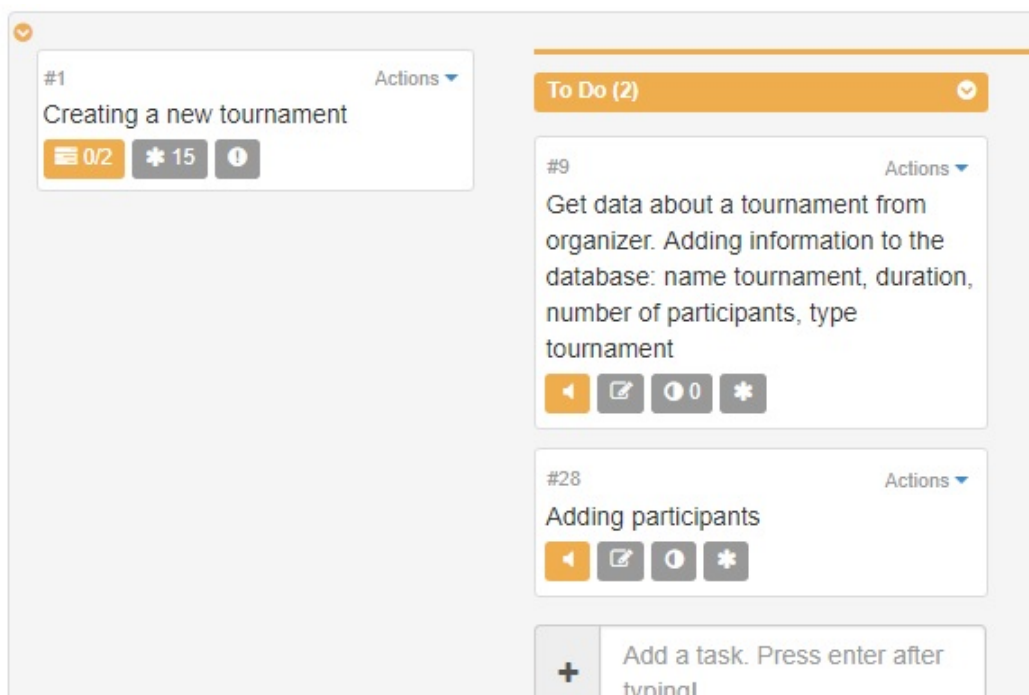 #1 Actions
Creating a new tournament
0/2 15
To Do (2)
#9 Actions
Get data about a tournament from
organizer. Adding information to the
database: name tournament, duration,
number of participants, type
tournament
0
#28 Actions
Adding participants
Add a task. Press enter after
typing!